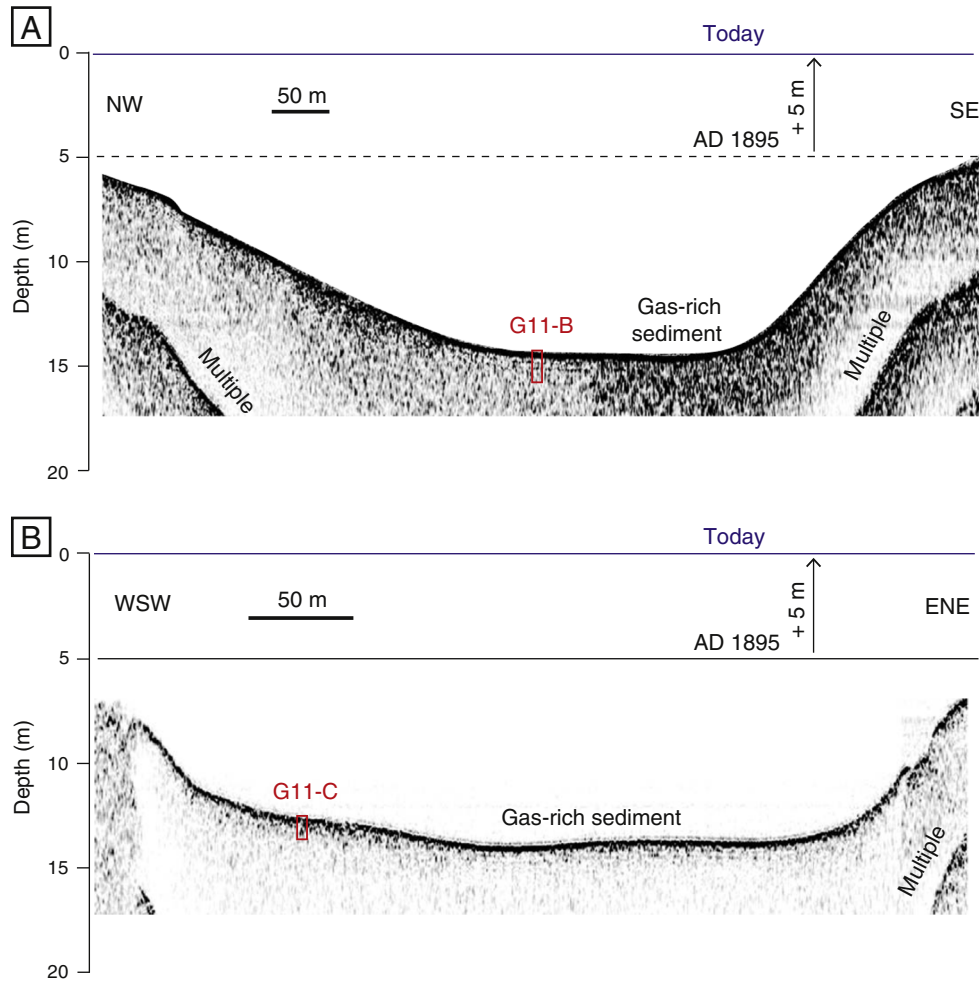 A
0
Today
NW
50 m
+ 5 m
SE
AD 1895
5
Depth (m)
10
Gas-rich
sediment
G11-B
Multiple
Multiple
15
20
B
0
Today
WSW
50 m
+ 5 m
ENE
AD 1895
5
Depth (m)
10
G11-C
Gas-rich sediment
Multiple
15
20